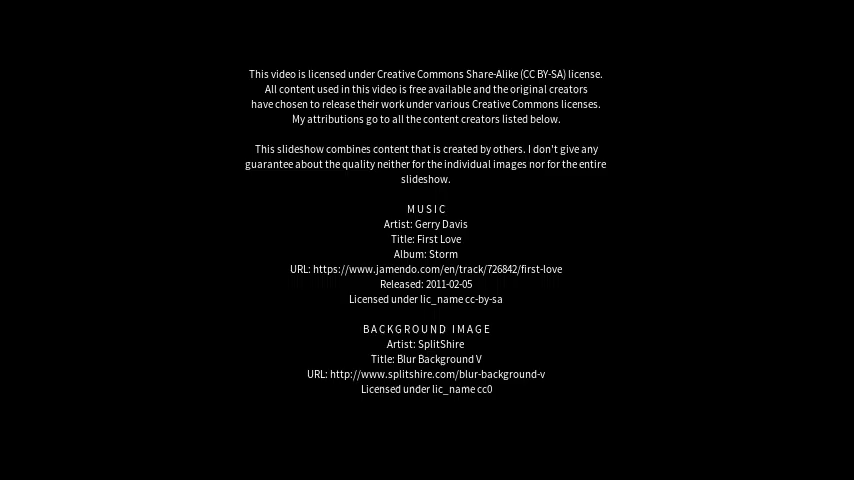 This video is licensed under Creative Commons Share-Alike (CC BY-SA) license.
All content used in this video is free available and the original creators
have chosen to release their work under various Creative Commons licenses.
My attributions go to all the content creators listed below.
This slideshow combines content that is created by others. I don't give any
guarantee about the quality neither for the individual images nor for the entire
slideshow.
MUSIC
Artist: Gerry Davis
Title: First Love
Album: Storm
URL: https://www.jamendo.com/en/track/726842/first-love
Released: 2011-02-05
Licensed under lic_name cc-by-sa
BACKGROUND IMAGE
Artist: SplitShire
Title: Blur Background V
URL: http://www.splitshire.com/blur-background-v
Licensed under lic_name cc0